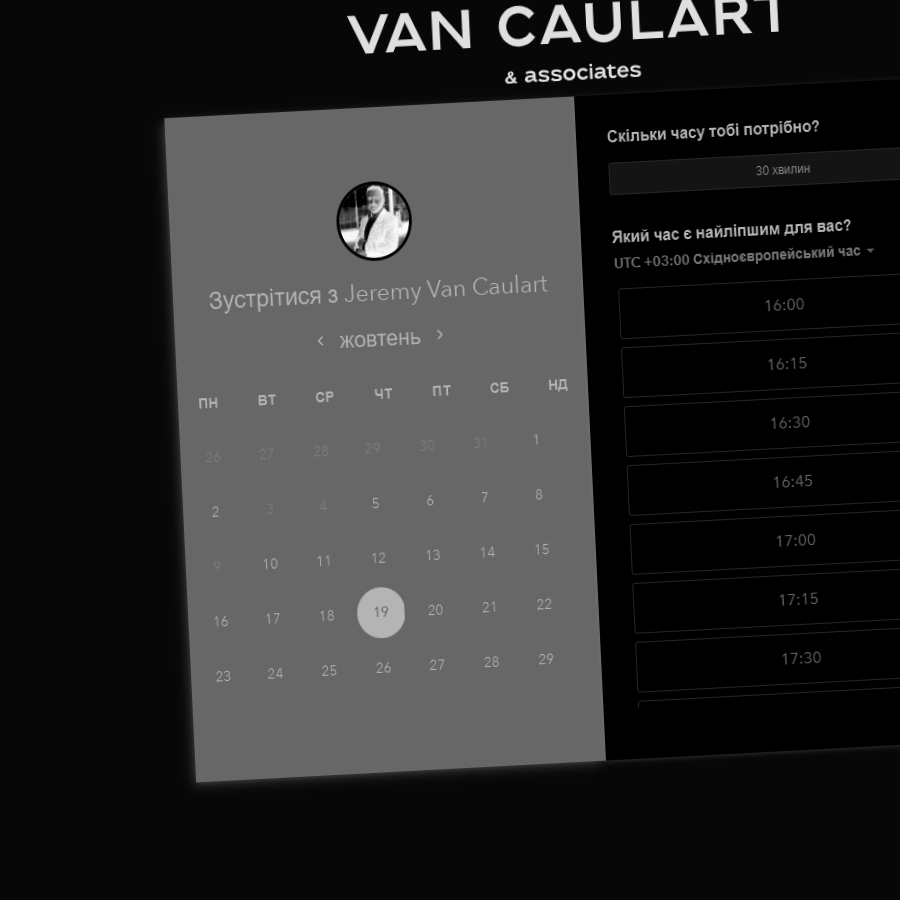 VAN CAULART
& associates
Зустрітися з Jeremy Van Caulart
‹ жовтень ›
ПН ВТ СР ЧТ ПТ СБ НД
26 27 28 29 30 31 1
2 3 4 5 6 7 8
9 10 11 12 13 14 15
16 17 18 19 20 21 22
23 24 25 26 27 28 29
Скільки часу тобі потрібно?
30 хвилин
Який час є найліпшим для вас?
UTC +03:00 Східноєвропейський час
16:00
16:15
16:30
16:45
17:00
17:15
17:30